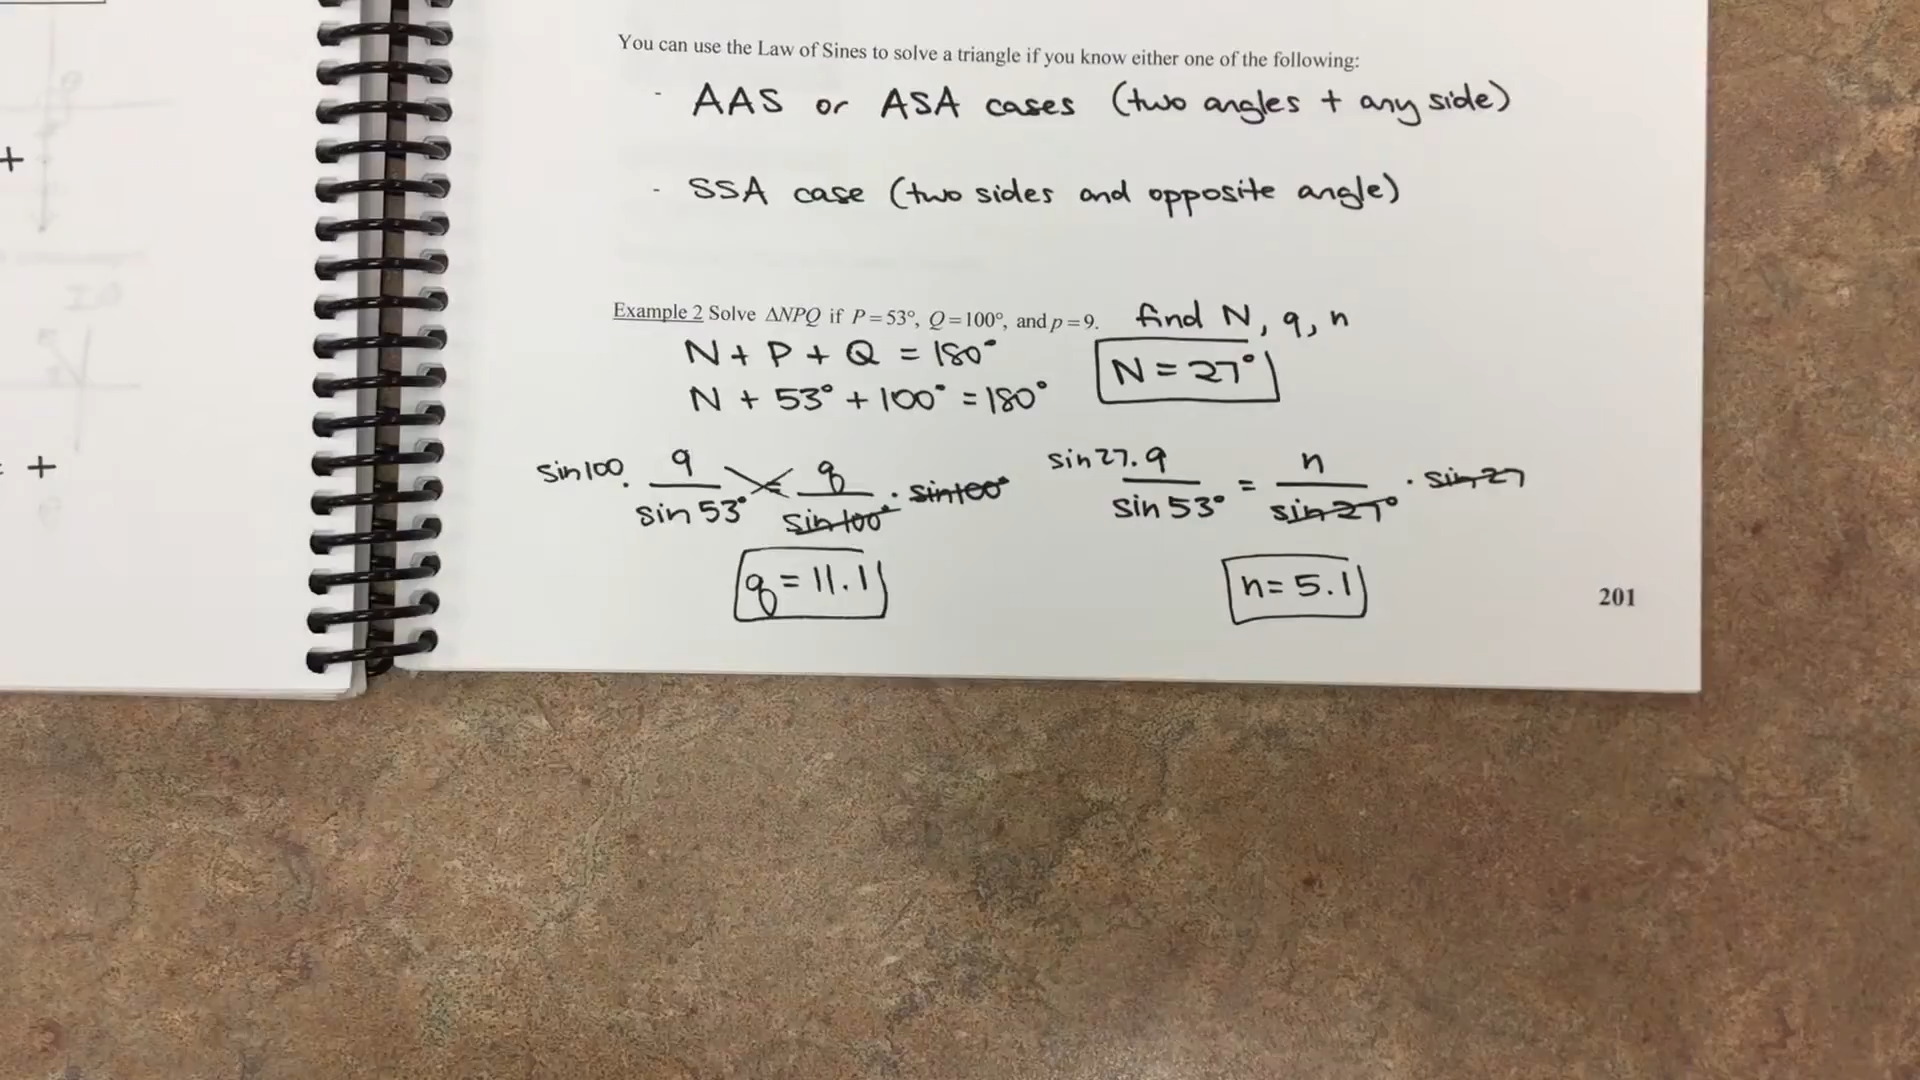 You can use the Law of Sines to solve a triangle if you know either one of the following:
- AAS or ASA cases (two angles + any side)
- SSA case (two sides and opposite angle)
Example 2 Solve ΔNPQ if P = 53°, Q = 100°, and p = 9. find N, q, n
N + P + Q = 180°
N = 27°
N + 53° + 100° = 180°
sin100 · 9/sin 53° = q/sin100° · sin100°
sin27 · 9/sin 53° = n/sin27° · sin27
q = 11.1
n = 5.1
201
+
+